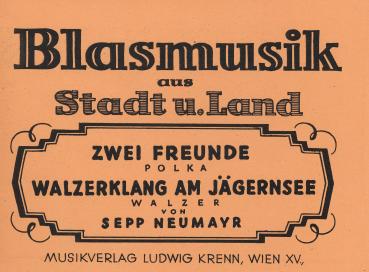 Blasmusik
aus
Stadt u. Land
ZWEI FREUNDE
POLKA
WALZERKLANG AM JÄGERNSEE
WALZER
VON
SEPP NEUMAYR
MUSIKVERLAG LUDWIG KRENN, WIEN XV.,